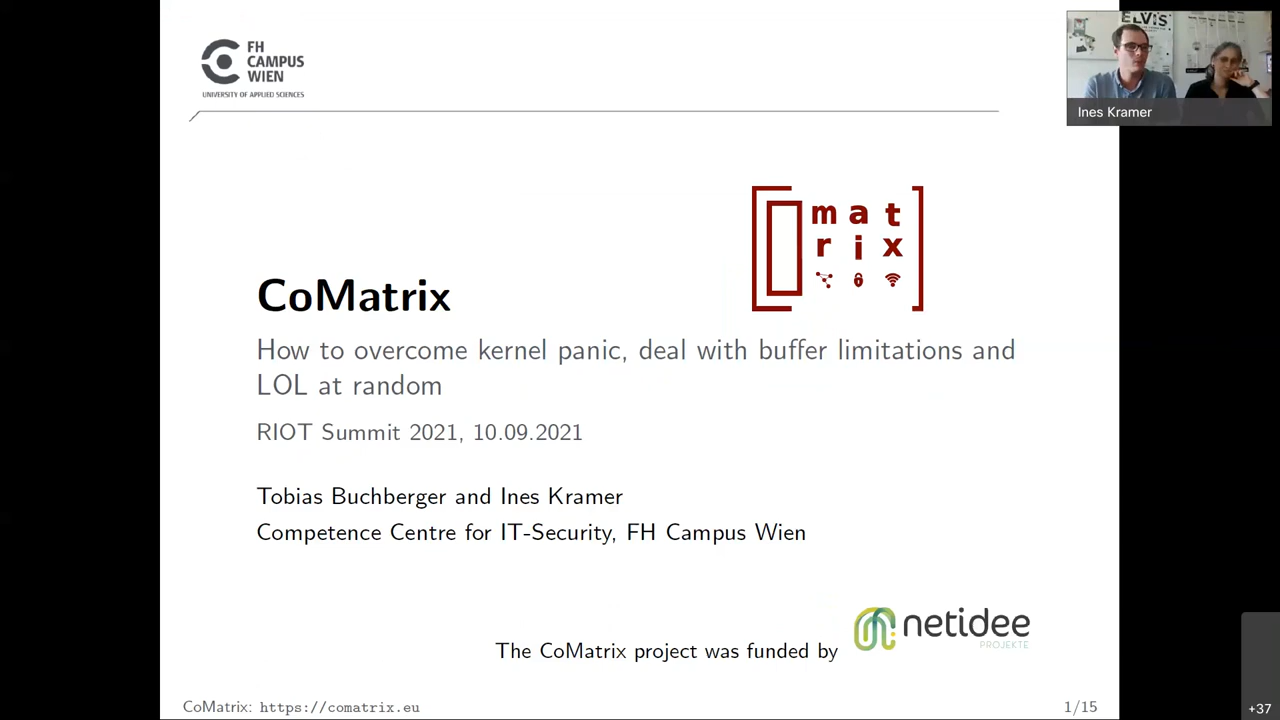 FH
CAMPUS
WIEN
UNIVERSITY OF APPLIED SCIENCES
ELVIS
Ines Kramer
m a t
r i x
CoMatrix
How to overcome kernel panic, deal with buffer limitations and
LOL at random
RIOT Summit 2021, 10.09.2021
Tobias Buchberger and Ines Kramer
Competence Centre for IT-Security, FH Campus Wien
The CoMatrix project was funded by
netidee
PROJEKTE
CoMatrix: https://comatrix.eu
1/15
+37